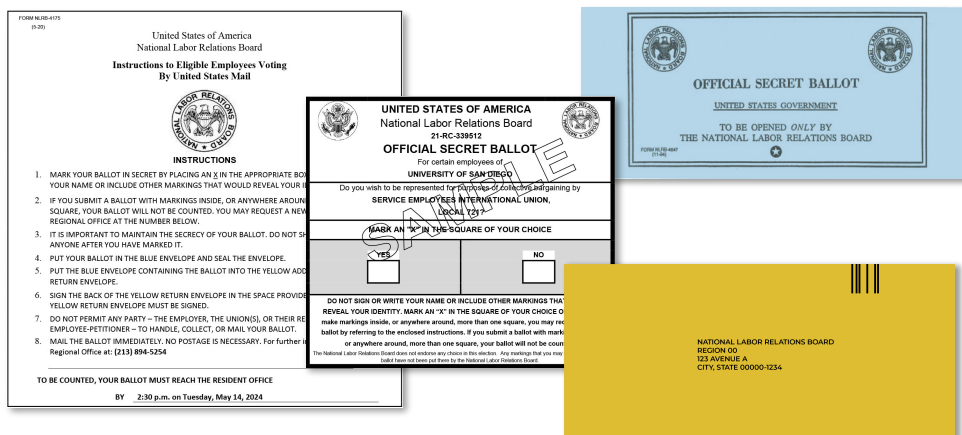 FORM NLRB-4175
(5-20)
United States of America
National Labor Relations Board
Instructions to Eligible Employees Voting
By United States Mail
NATIONAL LABOR RELATIONS BOARD
INSTRUCTIONS
1. MARK YOUR BALLOT IN SECRET BY PLACING AN X IN THE APPROPRIATE BO
YOUR NAME OR INCLUDE OTHER MARKINGS THAT WOULD REVEAL YOUR I
2. IF YOU SUBMIT A BALLOT WITH MARKINGS INSIDE, OR ANYWHERE AROUN
SQUARE, YOUR BALLOT WILL NOT BE COUNTED. YOU MAY REQUEST A NEW
REGIONAL OFFICE AT THE NUMBER BELOW.
3. IT IS IMPORTANT TO MAINTAIN THE SECRECY OF YOUR BALLOT. DO NOT SH
ANYONE AFTER YOU HAVE MARKED IT.
4. PUT YOUR BALLOT IN THE BLUE ENVELOPE AND SEAL THE ENVELOPE.
5. PUT THE BLUE ENVELOPE CONTAINING THE BALLOT INTO THE YELLOW ADD
RETURN ENVELOPE.
6. SIGN THE BACK OF THE YELLOW RETURN ENVELOPE IN THE SPACE PROVIDE
YELLOW RETURN ENVELOPE MUST BE SIGNED.
7. DO NOT PERMIT ANY PARTY – THE EMPLOYER, THE UNION(S), OR THEIR RE
EMPLOYEE-PETITIONER – TO HANDLE, COLLECT, OR MAIL YOUR BALLOT.
8. MAIL THE BALLOT IMMEDIATELY. NO POSTAGE IS NECESSARY. For further i
Regional Office at: (213) 894-5254
TO BE COUNTED, YOUR BALLOT MUST REACH THE RESIDENT OFFICE
BY 2:30 p.m. on Tuesday, May 14, 2024
UNITED STATES OF AMERICA
National Labor Relations Board
21-RC-339512
OFFICIAL SECRET BALLOT
For certain employees of
UNIVERSITY OF SAN DIEGO
Do you wish to be represented for purposes of collective bargaining by
SERVICE EMPLOYEES INTERNATIONAL UNION,
LOCAL 721?
MARK AN "X" IN THE SQUARE OF YOUR CHOICE
SAMPLE
YES
NO
DO NOT SIGN OR WRITE YOUR NAME OR INCLUDE OTHER MARKINGS THA
REVEAL YOUR IDENTITY. MARK AN "X" IN THE SQUARE OF YOUR CHOICE O
make markings inside, or anywhere around, more than one square, you may re
ballot by referring to the enclosed instructions. If you submit a ballot with mark
or anywhere around, more than one square, your ballot will not be coun
The National Labor Relations Board does not endorse any choice in this election. Any markings that you may
ballot have not been put there by the National Labor Relations Board.
OFFICIAL SECRET BALLOT
UNITED STATES GOVERNMENT
TO BE OPENED ONLY BY
THE NATIONAL LABOR RELATIONS BOARD
FORM NLRB-4847
(11-94)
NATIONAL LABOR RELATIONS BOARD
REGION 00
123 AVENUE A
CITY, STATE 00000-1234